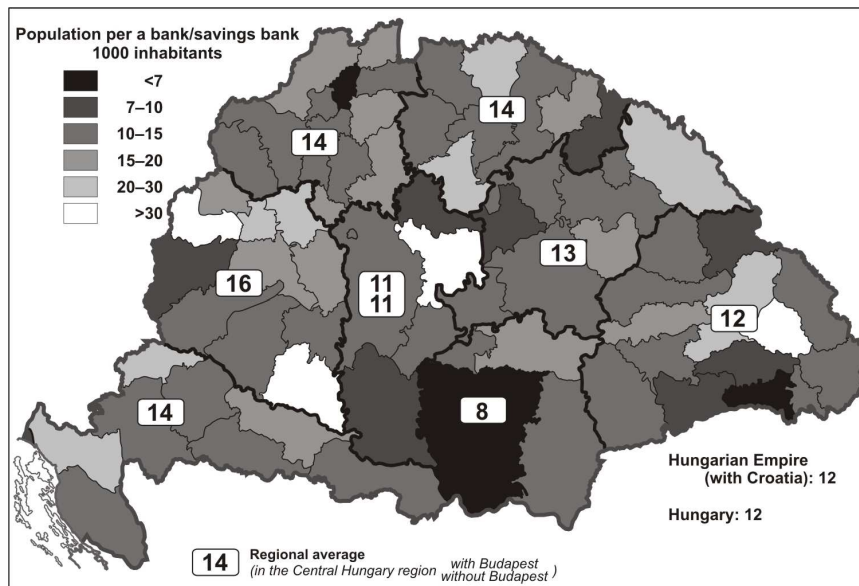 Population per a bank/savings bank
1000 inhabitants
<7
7–10
10–15
15–20
20–30
>30
14
14
13
16
11
11
12
14
8
Hungarian Empire
(with Croatia): 12
Hungary: 12
14
Regional average
(in the Central Hungary region with Budapest
without Budapest)